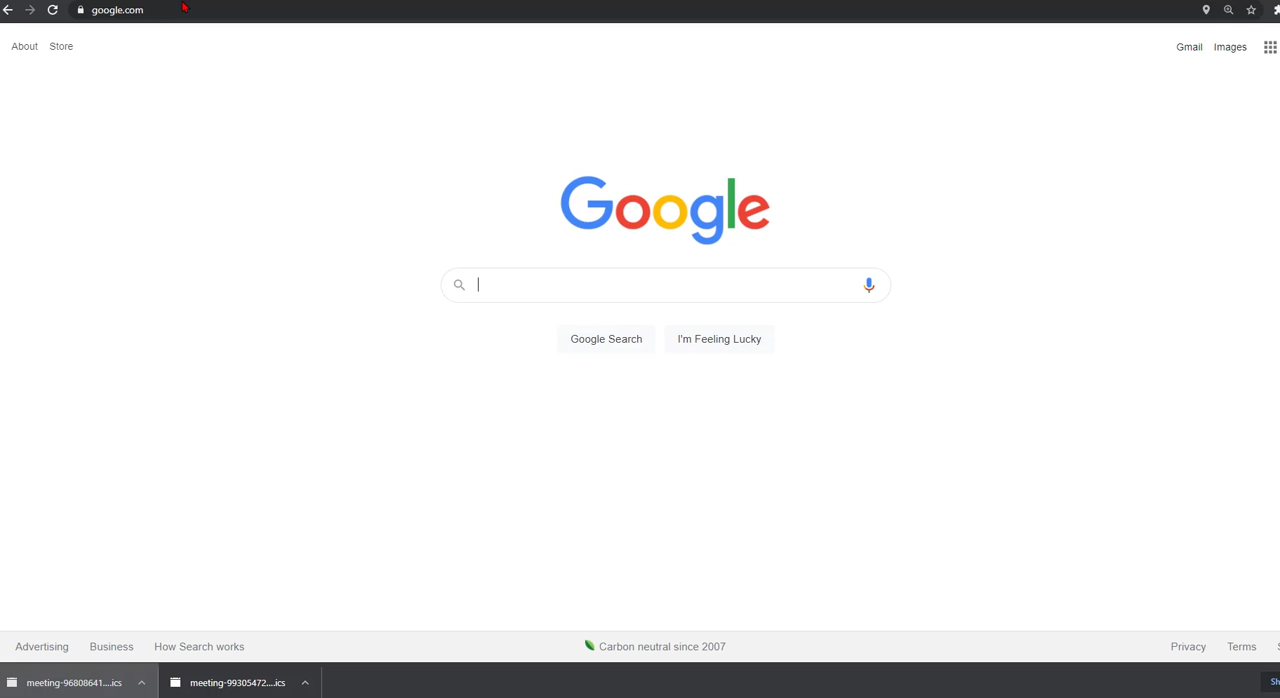 google.com
About Store
Gmail Images
Google
Google Search I'm Feeling Lucky
Advertising Business How Search works
Carbon neutral since 2007
Privacy Terms
meeting-96808641....ics meeting-99305472....ics